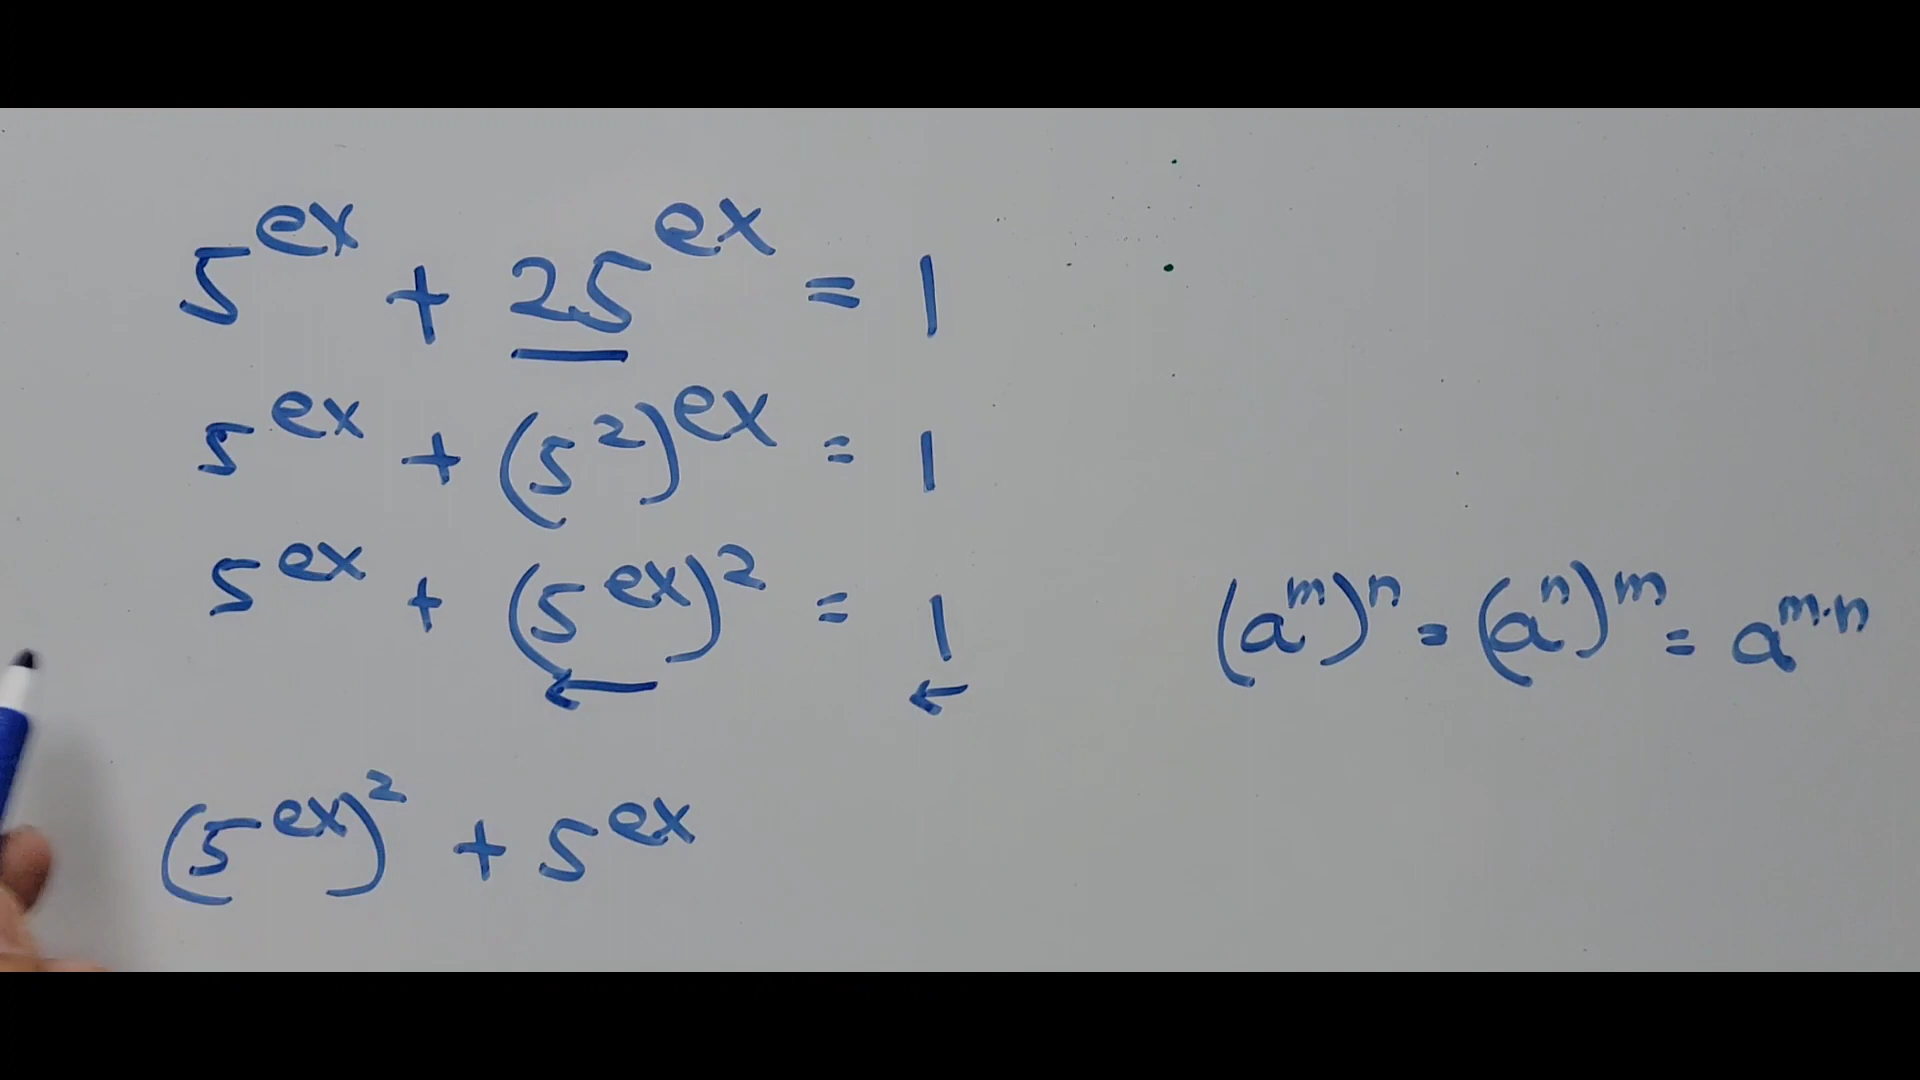 5^{ex} + 25^{ex} = 1
5^{ex} + (5^2)^{ex} = 1
5^{ex} + (5^{ex})^2 = 1
(a^m)^n = (a^n)^m = a^{m·n}
(5^{ex})^2 + 5^{ex}